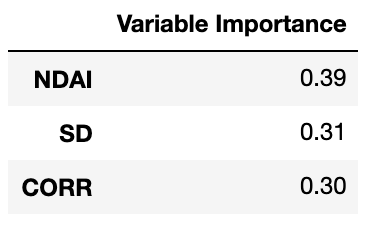 Variable Importance
NDAI 0.39
SD 0.31
CORR 0.30